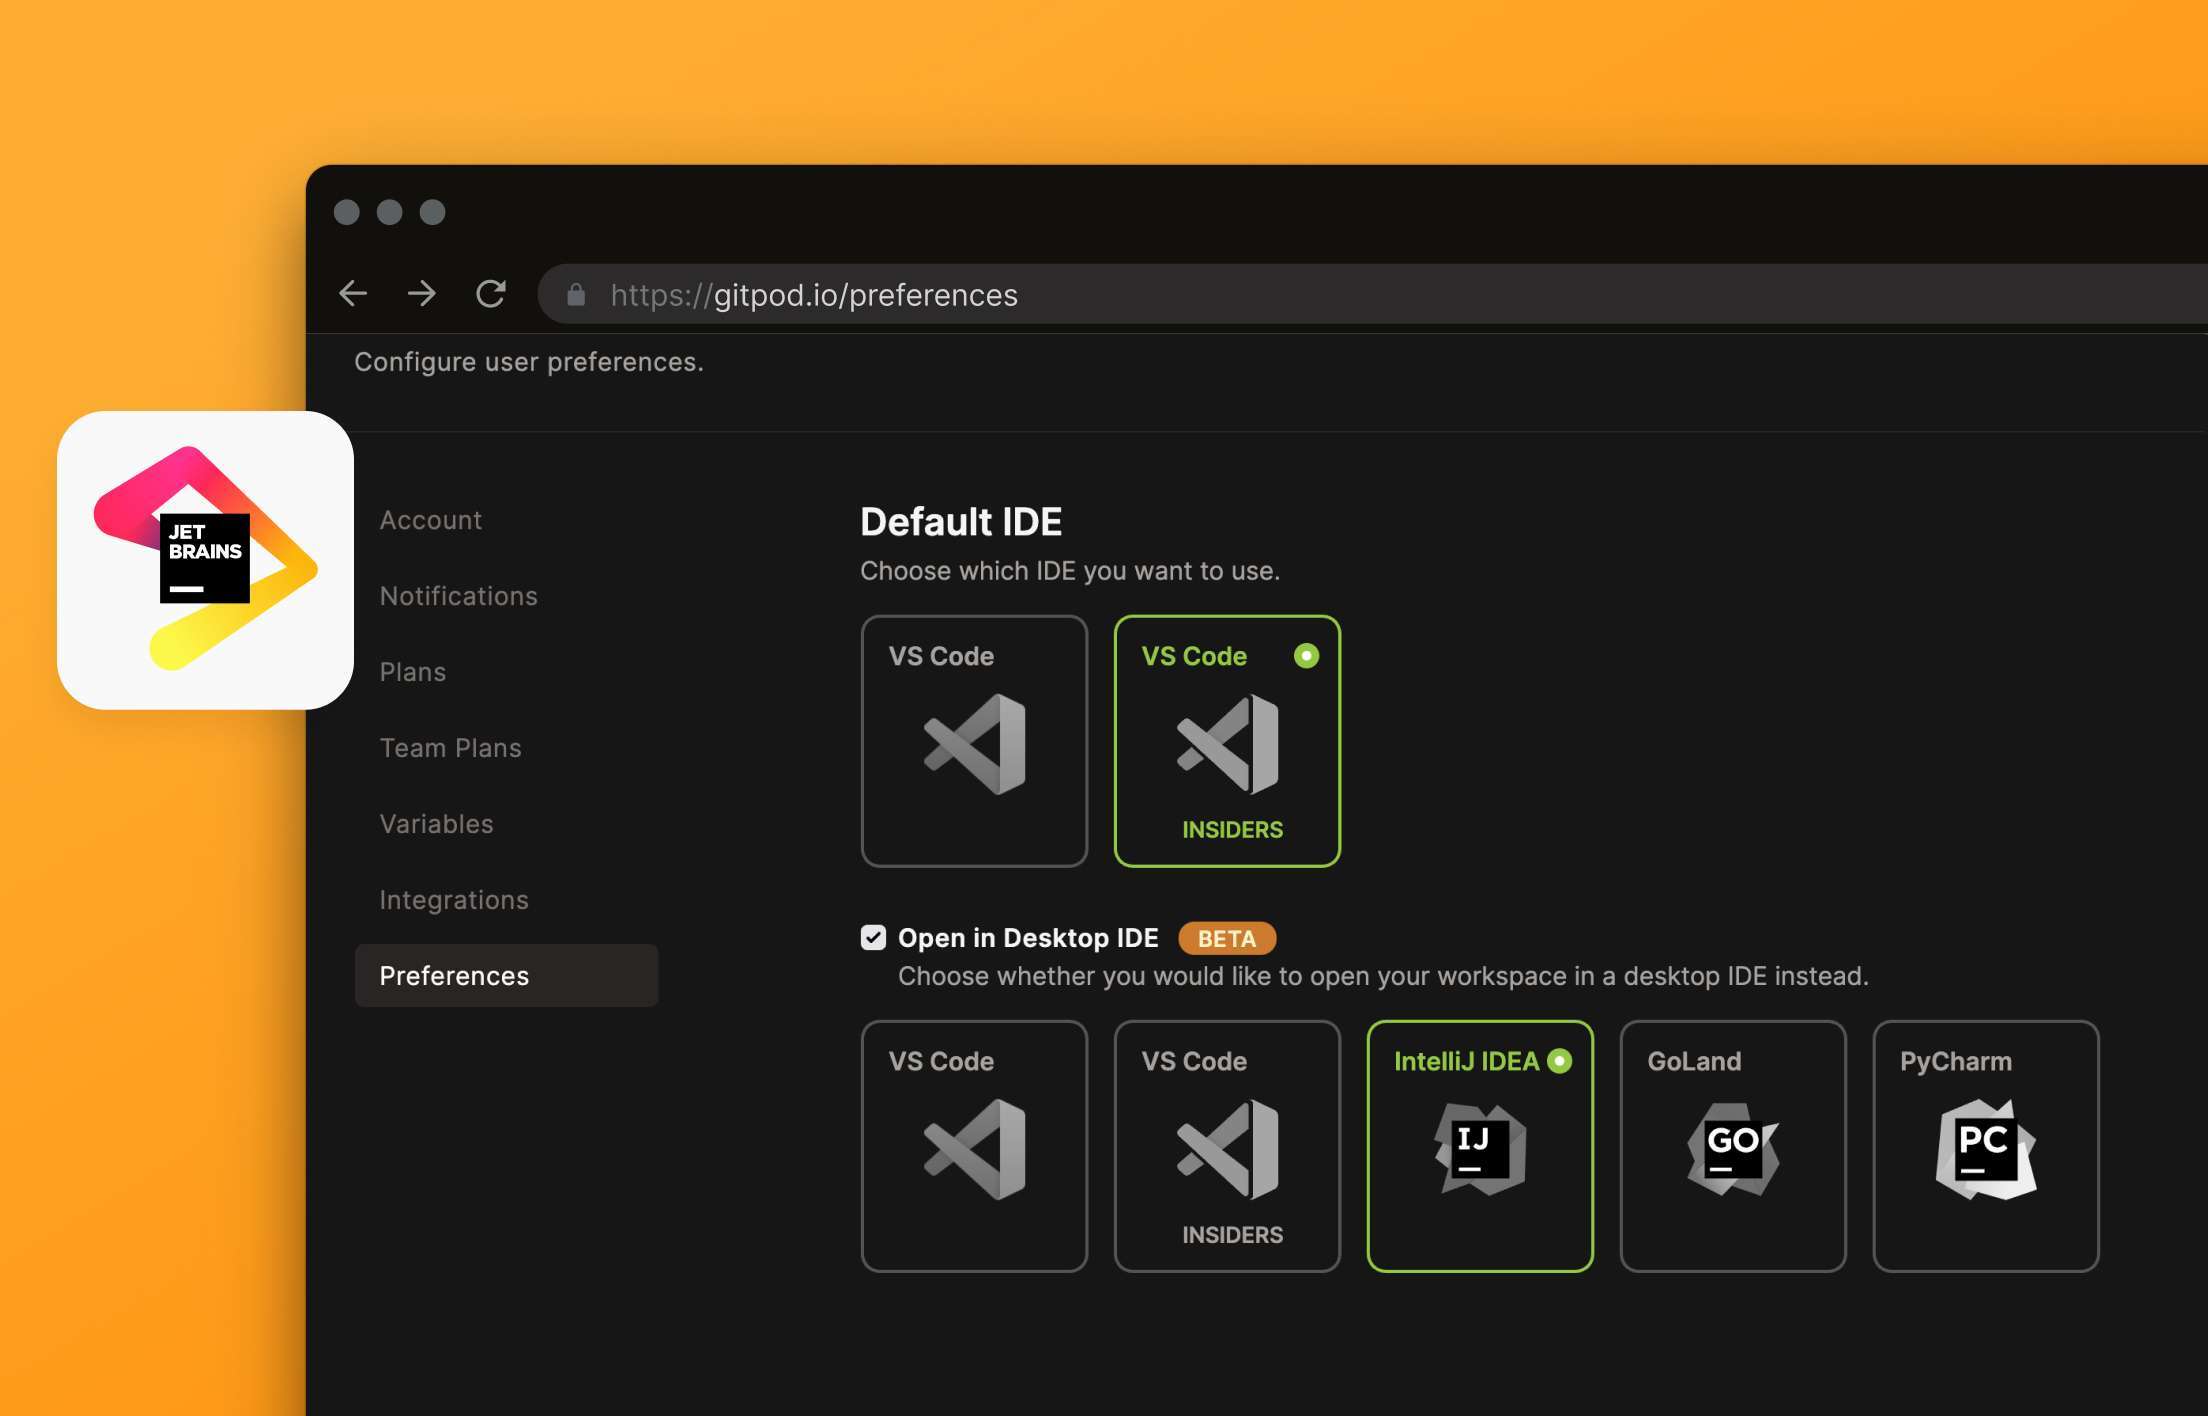 https://gitpod.io/preferences
Configure user preferences.
JET
BRAINS
Account
Notifications
Plans
Team Plans
Variables
Integrations
Preferences
Default IDE
Choose which IDE you want to use.
VS Code
VS Code
INSIDERS
Open in Desktop IDE BETA
Choose whether you would like to open your workspace in a desktop IDE instead.
VS Code
VS Code
INSIDERS
IntelliJ IDEA
IJ
GoLand
GO
PyCharm
PC